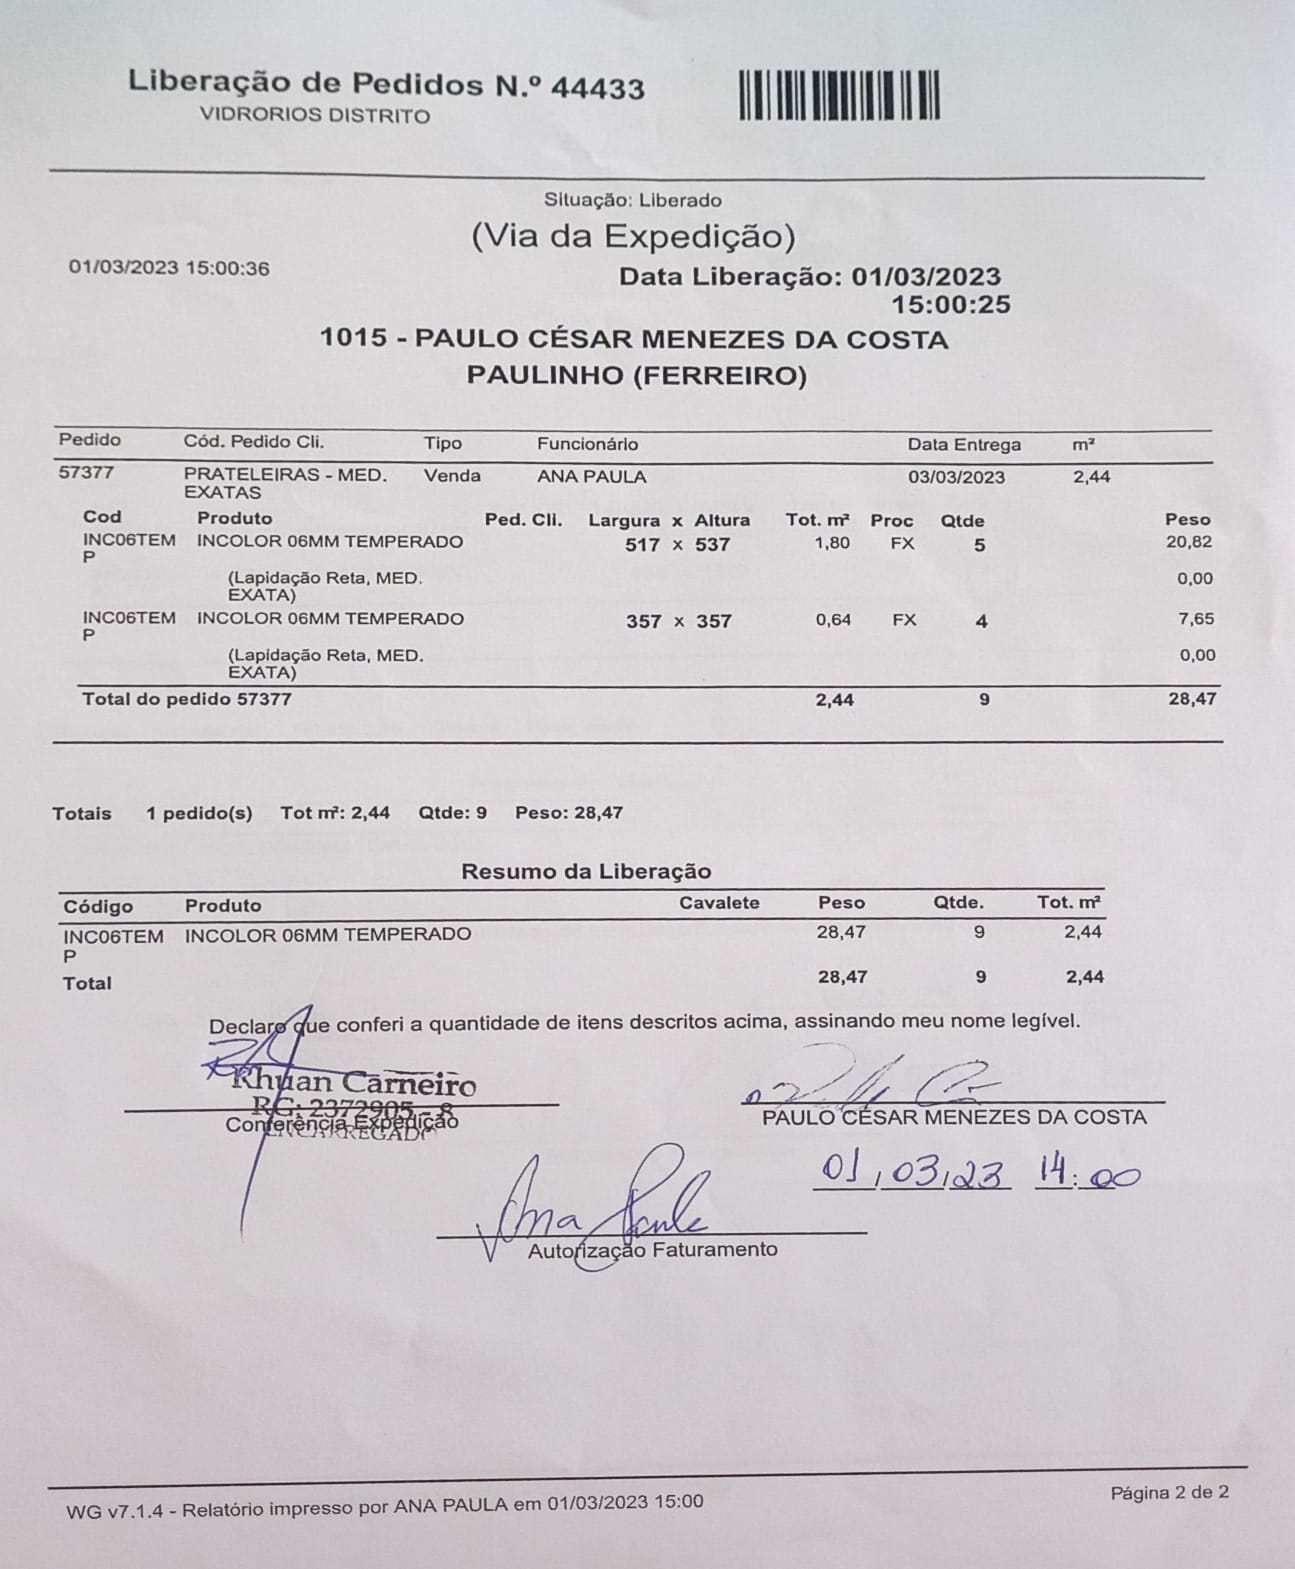 Liberação de Pedidos N.º 44433
VIDRORIOS DISTRITO
Situação: Liberado
(Via da Expedição)
01/03/2023 15:00:36
Data Liberação: 01/03/2023
15:00:25
1015 - PAULO CÉSAR MENEZES DA COSTA
PAULINHO (FERREIRO)
Pedido Cód. Pedido Cli. Tipo Funcionário Data Entrega m²
57377 PRATELEIRAS - MED. Venda ANA PAULA 03/03/2023 2,44
EXATAS
Cod Produto Ped. Cli. Largura x Altura Tot. m² Proc Qtde Peso
INC06TEM INCOLOR 06MM TEMPERADO 517 x 537 1,80 FX 5 20,82
P
(Lapidação Reta, MED. 0,00
EXATA)
INC06TEM INCOLOR 06MM TEMPERADO 357 x 357 0,64 FX 4 7,65
P
(Lapidação Reta, MED. 0,00
EXATA)
Total do pedido 57377 2,44 9 28,47
Totais 1 pedido(s) Tot m²: 2,44 Qtde: 9 Peso: 28,47
Resumo da Liberação
Código Produto Cavalete Peso Qtde. Tot. m²
INC06TEM INCOLOR 06MM TEMPERADO 28,47 9 2,44
P
Total 28,47 9 2,44
Declaro que conferi a quantidade de itens descritos acima, assinando meu nome legível.
Rhuan Carneiro
RG: 2372905 - 8
Conferência Expedição
ENCARREGADO
PAULO CÉSAR MENEZES DA COSTA
01/03/23 14:00
Ana Paula
Autorização Faturamento
WG v7.1.4 - Relatório impresso por ANA PAULA em 01/03/2023 15:00
Página 2 de 2